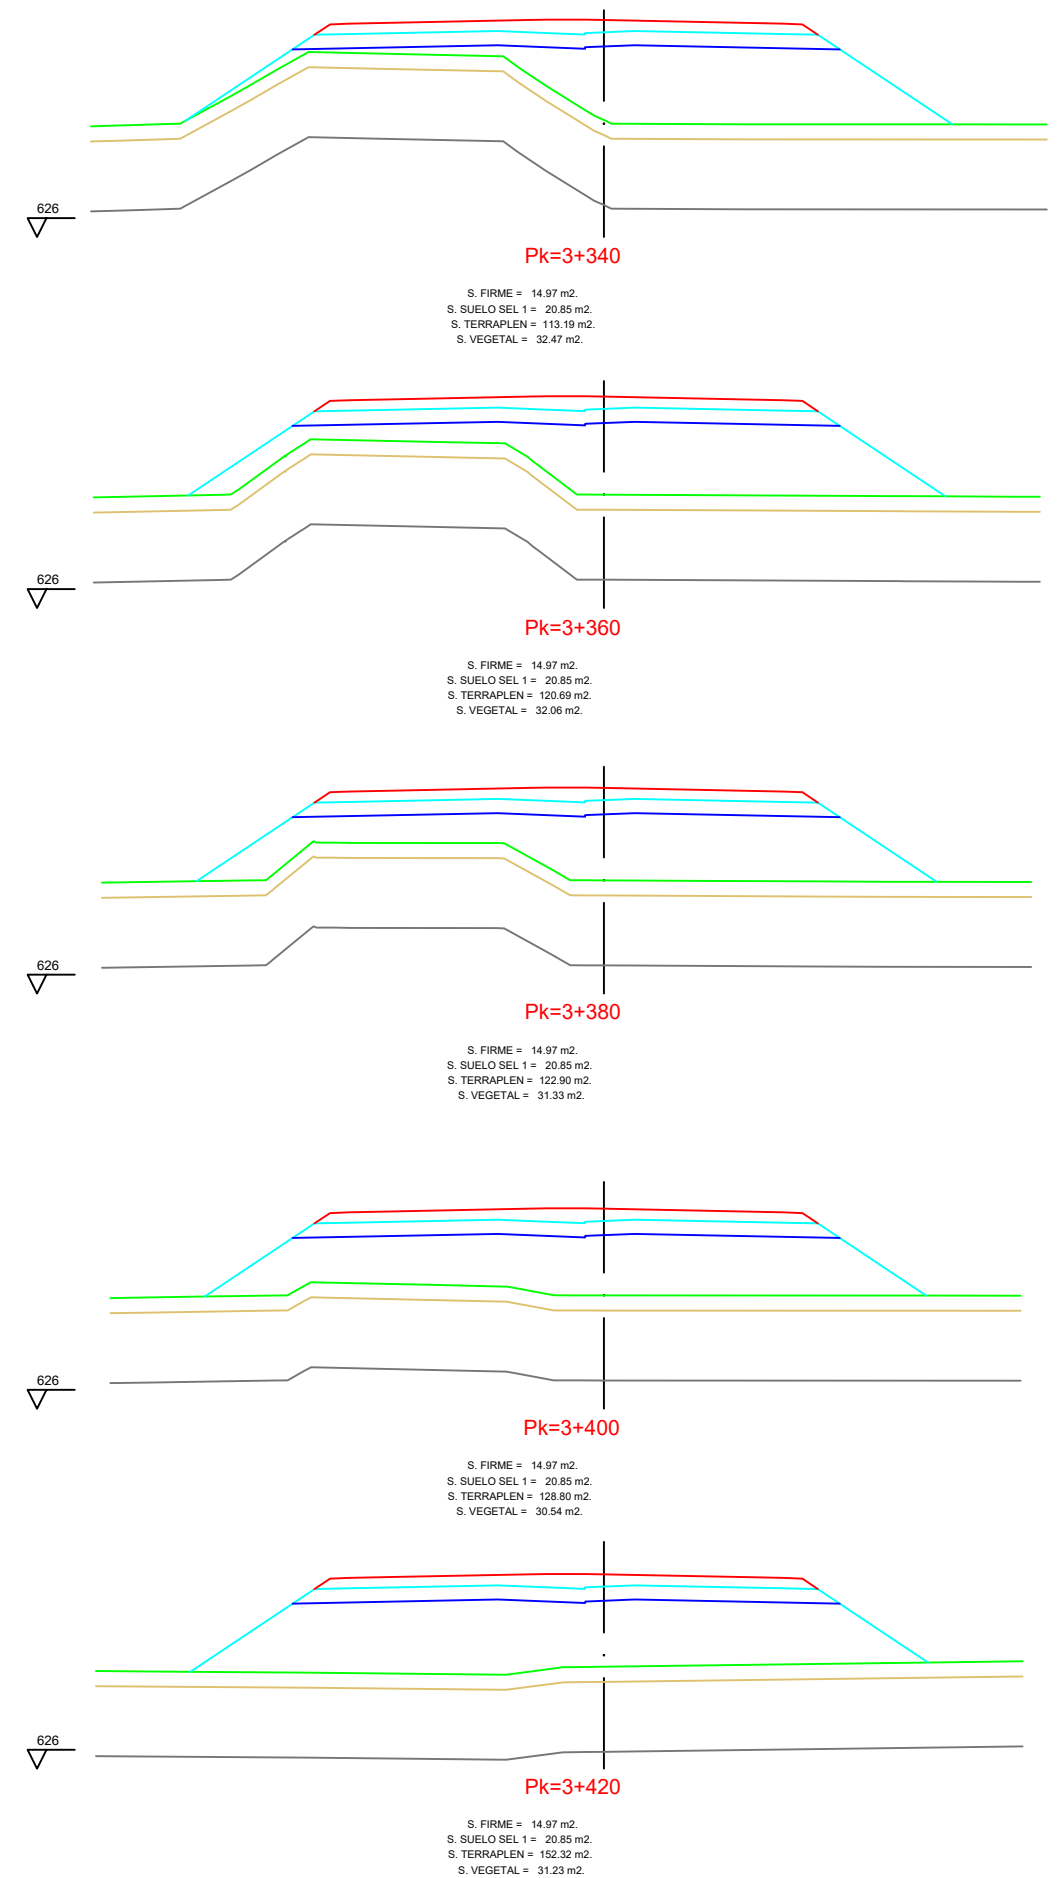 626
Pk=3+340
S. FIRME = 14.97 m2.
S. SUELO SEL 1 = 20.85 m2.
S. TERRAPLEN = 113.19 m2.
S. VEGETAL = 32.47 m2.
626
Pk=3+360
S. FIRME = 14.97 m2.
S. SUELO SEL 1 = 20.85 m2.
S. TERRAPLEN = 120.69 m2.
S. VEGETAL = 32.06 m2.
626
Pk=3+380
S. FIRME = 14.97 m2.
S. SUELO SEL 1 = 20.85 m2.
S. TERRAPLEN = 122.90 m2.
S. VEGETAL = 31.33 m2.
626
Pk=3+400
S. FIRME = 14.97 m2.
S. SUELO SEL 1 = 20.85 m2.
S. TERRAPLEN = 128.80 m2.
S. VEGETAL = 30.54 m2.
626
Pk=3+420
S. FIRME = 14.97 m2.
S. SUELO SEL 1 = 20.85 m2.
S. TERRAPLEN = 152.32 m2.
S. VEGETAL = 31.23 m2.